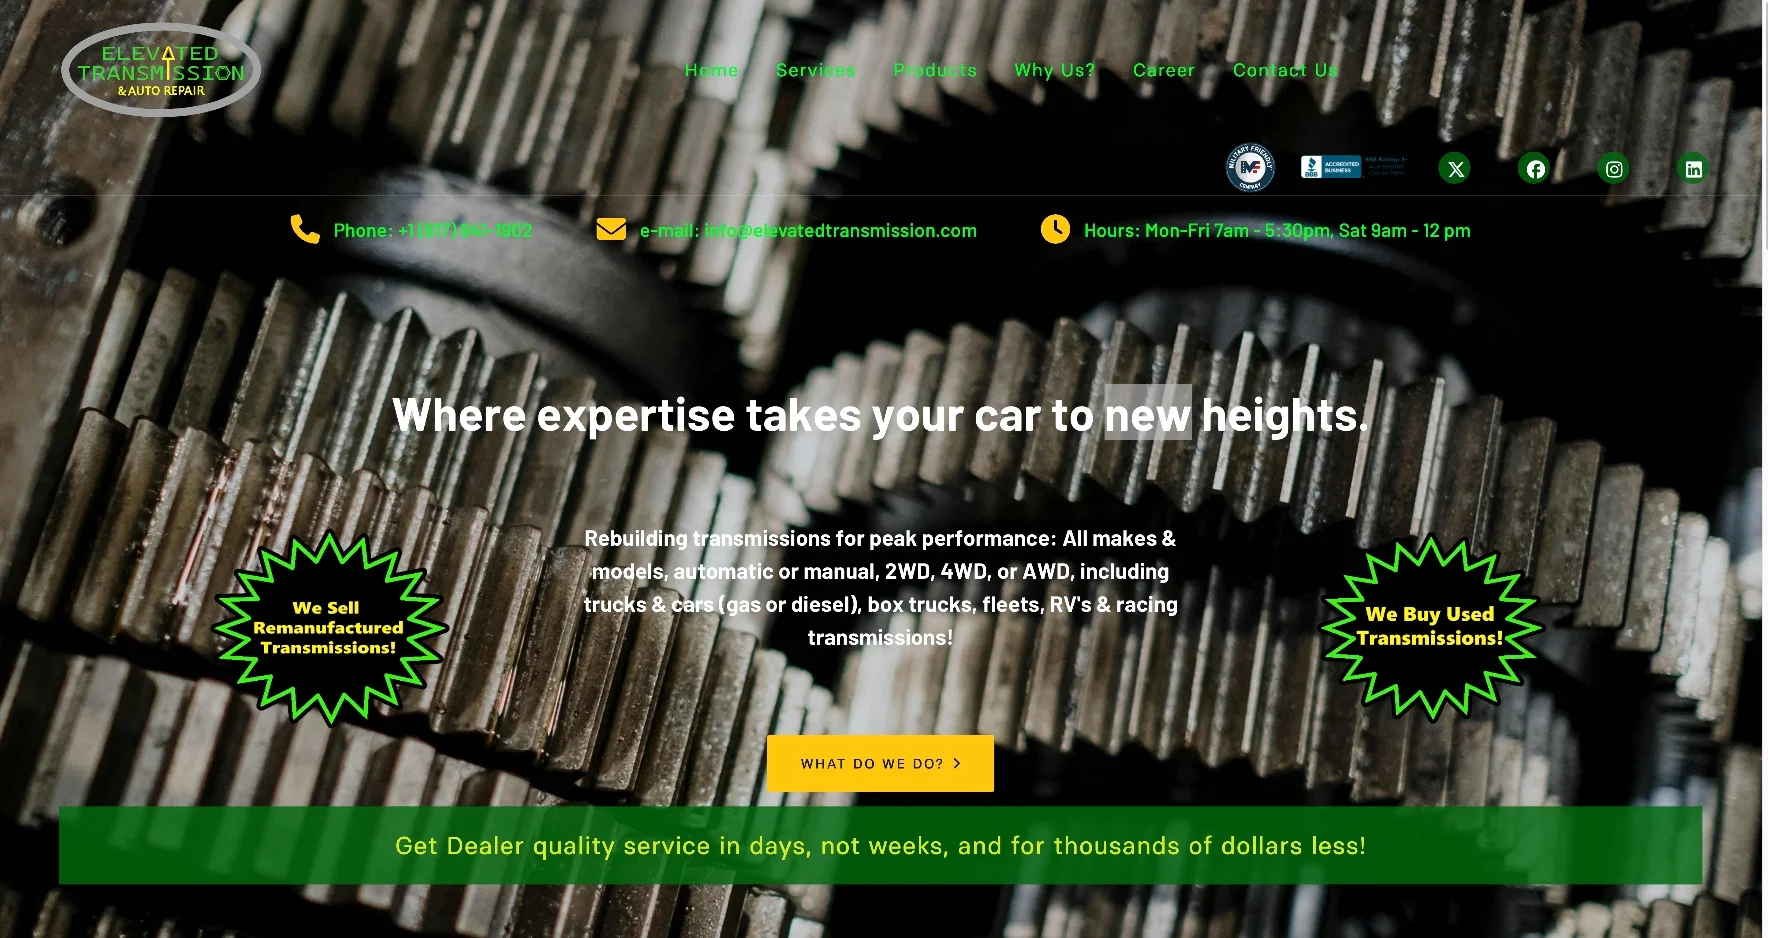 ELEVATED
TRANSMISSION
& AUTO REPAIR
Home Services Products Why Us? Career Contact Us
MILITARY FRIENDLY
COMPANY
BBB
ACCREDITED
BUSINESS
BBB Rating: A+
Phone: +1 (817) 641-1902
e-mail: info@elevatedtransmission.com
Hours: Mon-Fri 7am - 5:30pm, Sat 9am - 12 pm
Where expertise takes your car to new heights.
Rebuilding transmissions for peak performance: All makes &
models, automatic or manual, 2WD, 4WD, or AWD, including
trucks & cars (gas or diesel), box trucks, fleets, RV's & racing
transmissions!
We Sell
Remanufactured
Transmissions!
We Buy Used
Transmissions!
WHAT DO WE DO?
Get Dealer quality service in days, not weeks, and for thousands of dollars less!